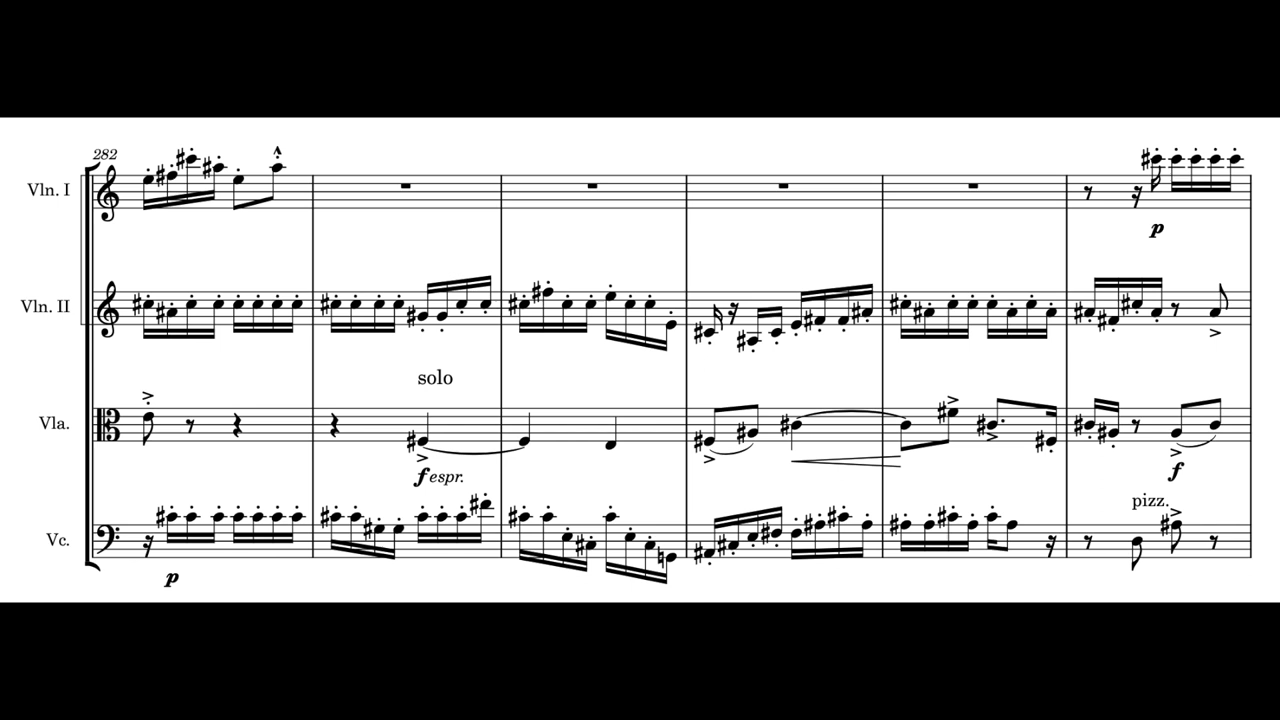 282
Vln. I
p
Vln. II
solo
Vla.
f espr.
f
pizz.
Vc.
p